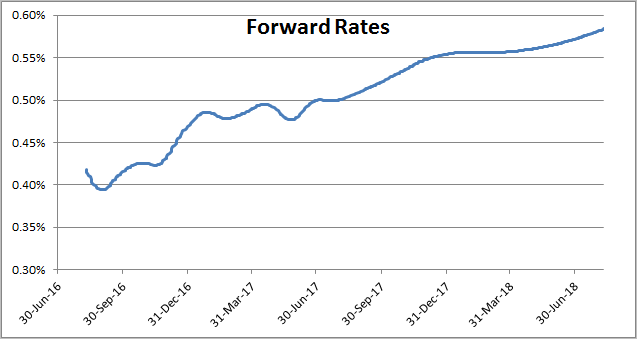 Forward Rates
0.60%
0.55%
0.50%
0.45%
0.40%
0.35%
0.30%
30-Jun-16
30-Sep-16
31-Dec-16
31-Mar-17
30-Jun-17
30-Sep-17
31-Dec-17
31-Mar-18
30-Jun-18